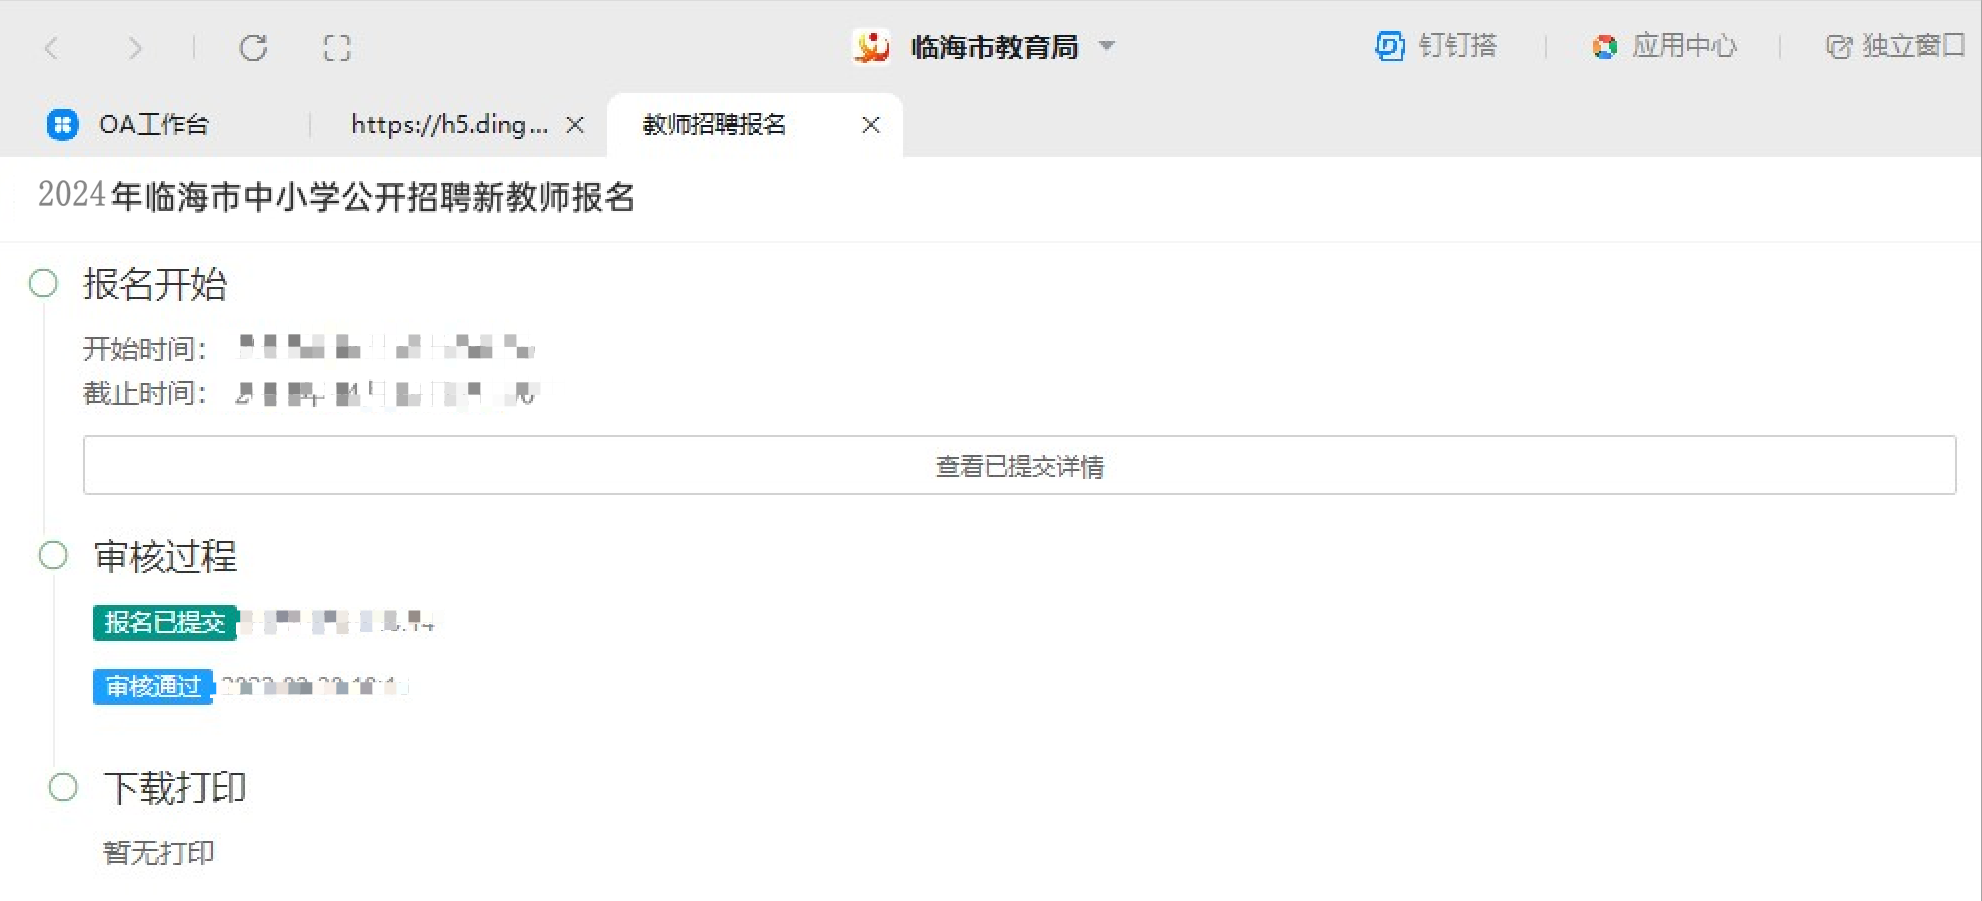 临海市教育局
钉钉搭
应用中心
独立窗口
OA工作台
https://h5.ding...
教师招聘报名
2024年临海市中小学公开招聘新教师报名
报名开始
开始时间：
截止时间：
查看已提交详情
审核过程
报名已提交
审核通过
下载打印
暂无打印